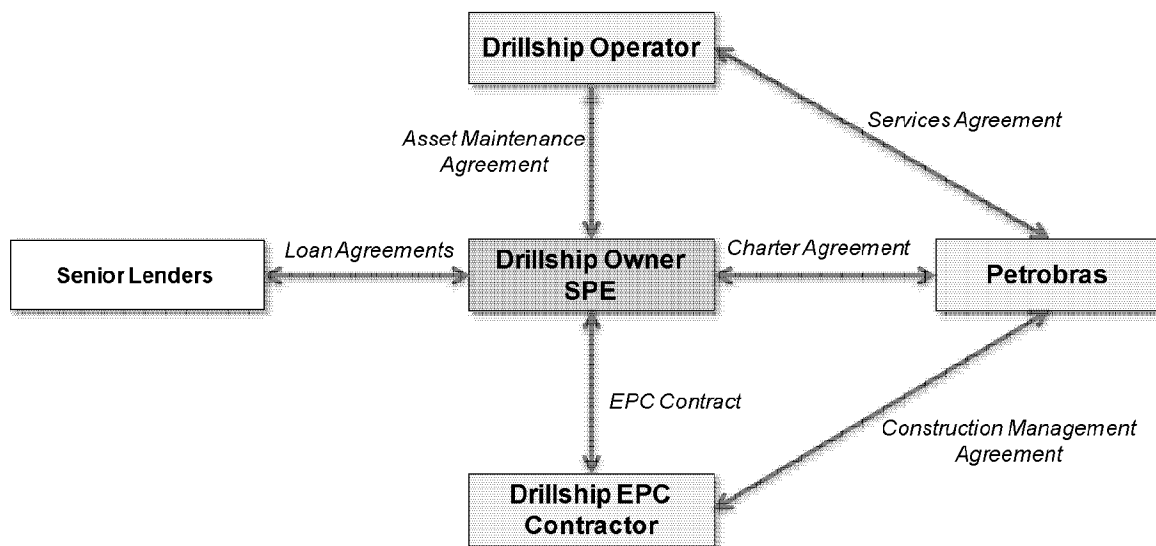 Drillship Operator
Services Agreement
Asset Maintenance
Agreement
Loan Agreements
Drillship Owner
SPE
Charter Agreement
Senior Lenders
Petrobras
EPC Contract
Construction Management
Agreement
Drillship EPC
Contractor